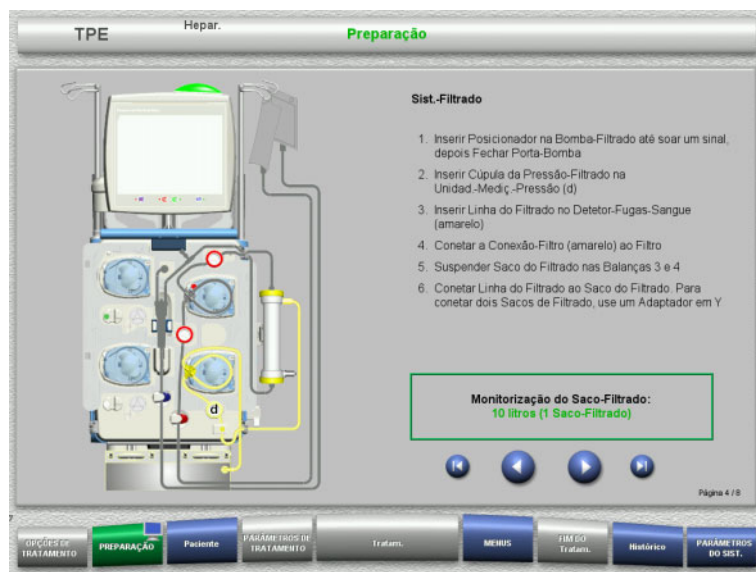 TPE
Hepar.
Preparação
Sist.-Filtrado
1. Inserir Posicionador na Bomba-Filtrado até soar um sinal,
depois Fechar Porta-Bomba
2. Inserir Cúpula da Pressão-Filtrado na
Unidad.-Mediç.-Pressão (d)
3. Inserir Linha do Filtrado no Detetor-Fugas-Sangue
(amarelo)
4. Conetar a Conexão-Filtro (amarelo) ao Filtro
5. Suspender Saco do Filtrado nas Balanças 3 e 4
6. Conetar Linha do Filtrado ao Saco do Filtrado. Para
conetar dois Sacos de Filtrado, use um Adaptador em Y
d
Monitorização do Saco-Filtrado:
10 litros (1 Saco-Filtrado)
Página 4 / 8
OPÇÕES DE
TRATAMENTO
PREPARAÇÃO
Paciente
PARÂMETROS DE
TRATAMENTO
Tratam.
MENUS
FIM DO
Tratam.
Histórico
PARÂMETROS
DO SIST.